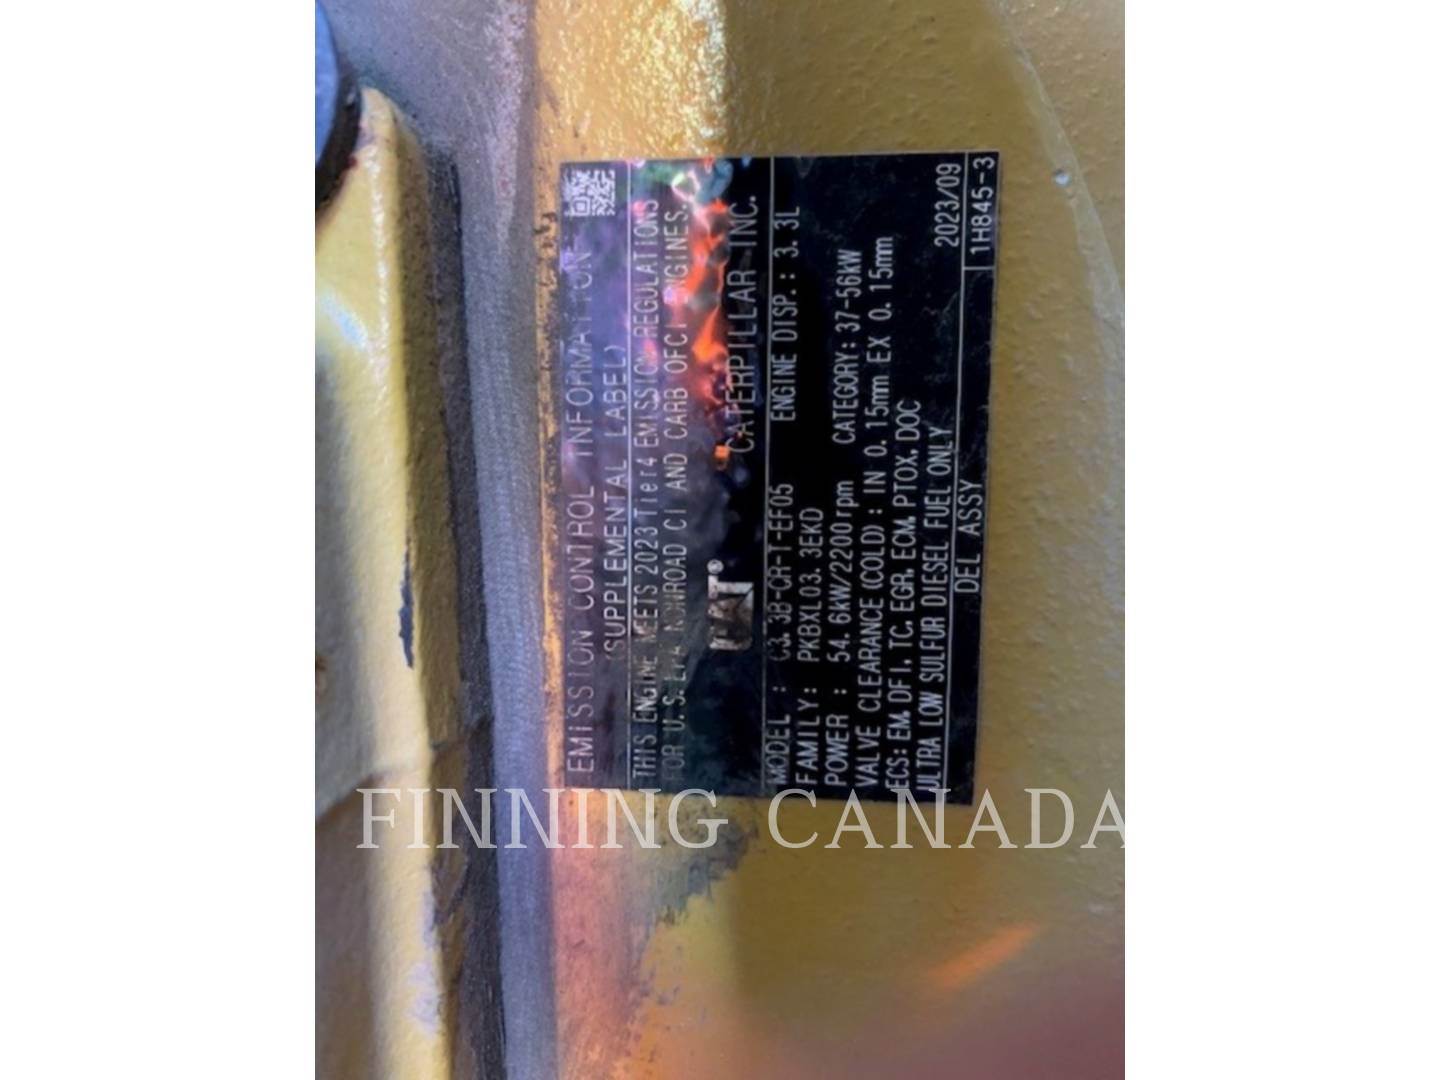 EMISSION CONTROL INFORMATION
(SUPPLEMENTAL LABEL)
THIS ENGINE MEETS 2023 Tier4 EMISSION REGULATIONS
FOR U.S. EPA NONROAD CI AND CARB OFCI ENGINES.
CAT® CATERPILLAR INC.
MODEL : C3.3B-CR-T-EF05 ENGINE DISP. : 3.3L
FAMILY: PKBXL03.3EKD
POWER : 54.6kW/2200rpm CATEGORY: 37-56kW
VALVE CLEARANCE (COLD) : IN 0.15mm EX 0.15mm
ECS: EM, DFI, TC, EGR, ECM, PTOX, DOC
ULTRA LOW SULFUR DIESEL FUEL ONLY 2023/09
DEL ASSY 1H845-3
FINNING CANADA